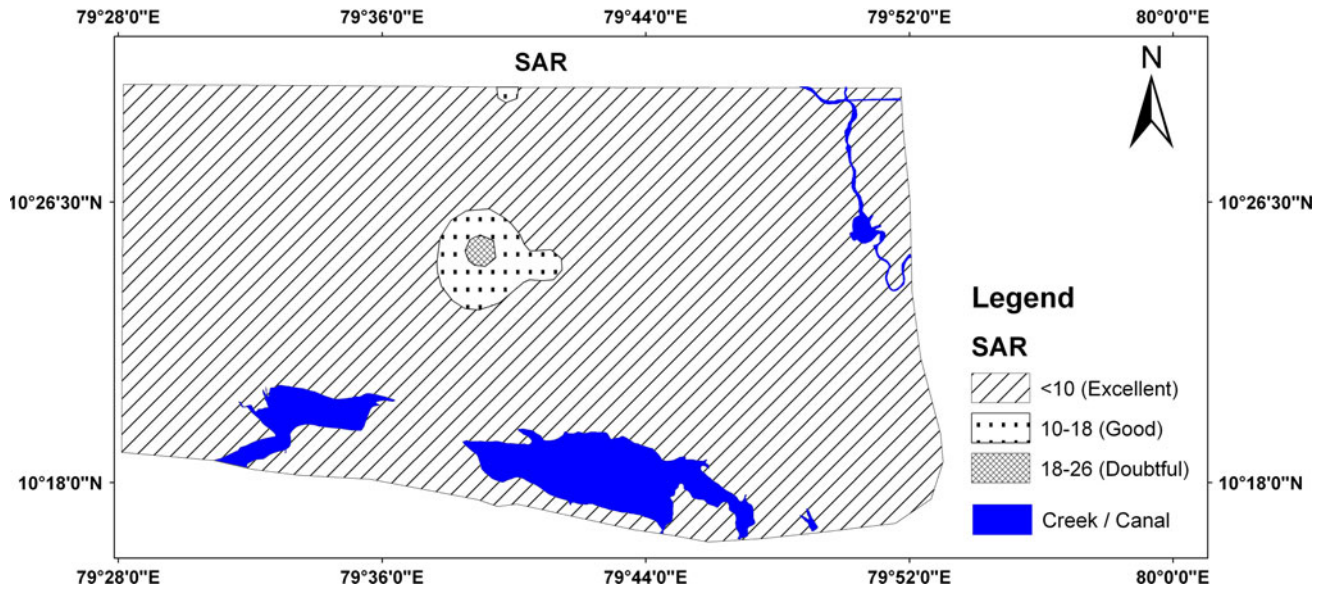 79°28'0"E 79°36'0"E 79°44'0"E 79°52'0"E 80°0'0"E
SAR
N
10°26'30"N 10°26'30"N
Legend
SAR
<10 (Excellent)
10-18 (Good)
18-26 (Doubtful)
10°18'0"N 10°18'0"N
Creek / Canal
79°28'0"E 79°36'0"E 79°44'0"E 79°52'0"E 80°0'0"E